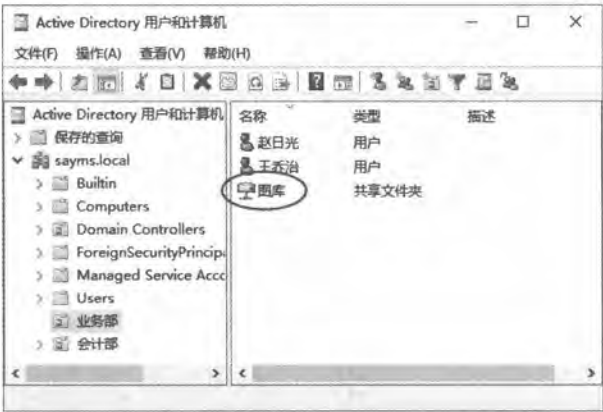 Active Directory 用户和计算机
文件(F) 操作(A) 查看(V) 帮助(H)
Active Directory 用户和计算机
保存的查询
sayms.local
Builtin
Computers
Domain Controllers
ForeignSecurityPrincip
Managed Service Acc
Users
业务部
会计部
名称 类型 描述
赵日光 用户
王乔治 用户
图库 共享文件夹